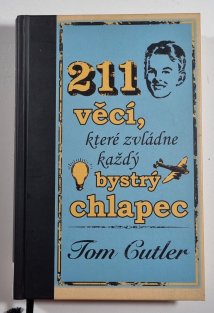 211
věcí,
které zvládne
každý
bystrý
chlapec
Tom Cutler